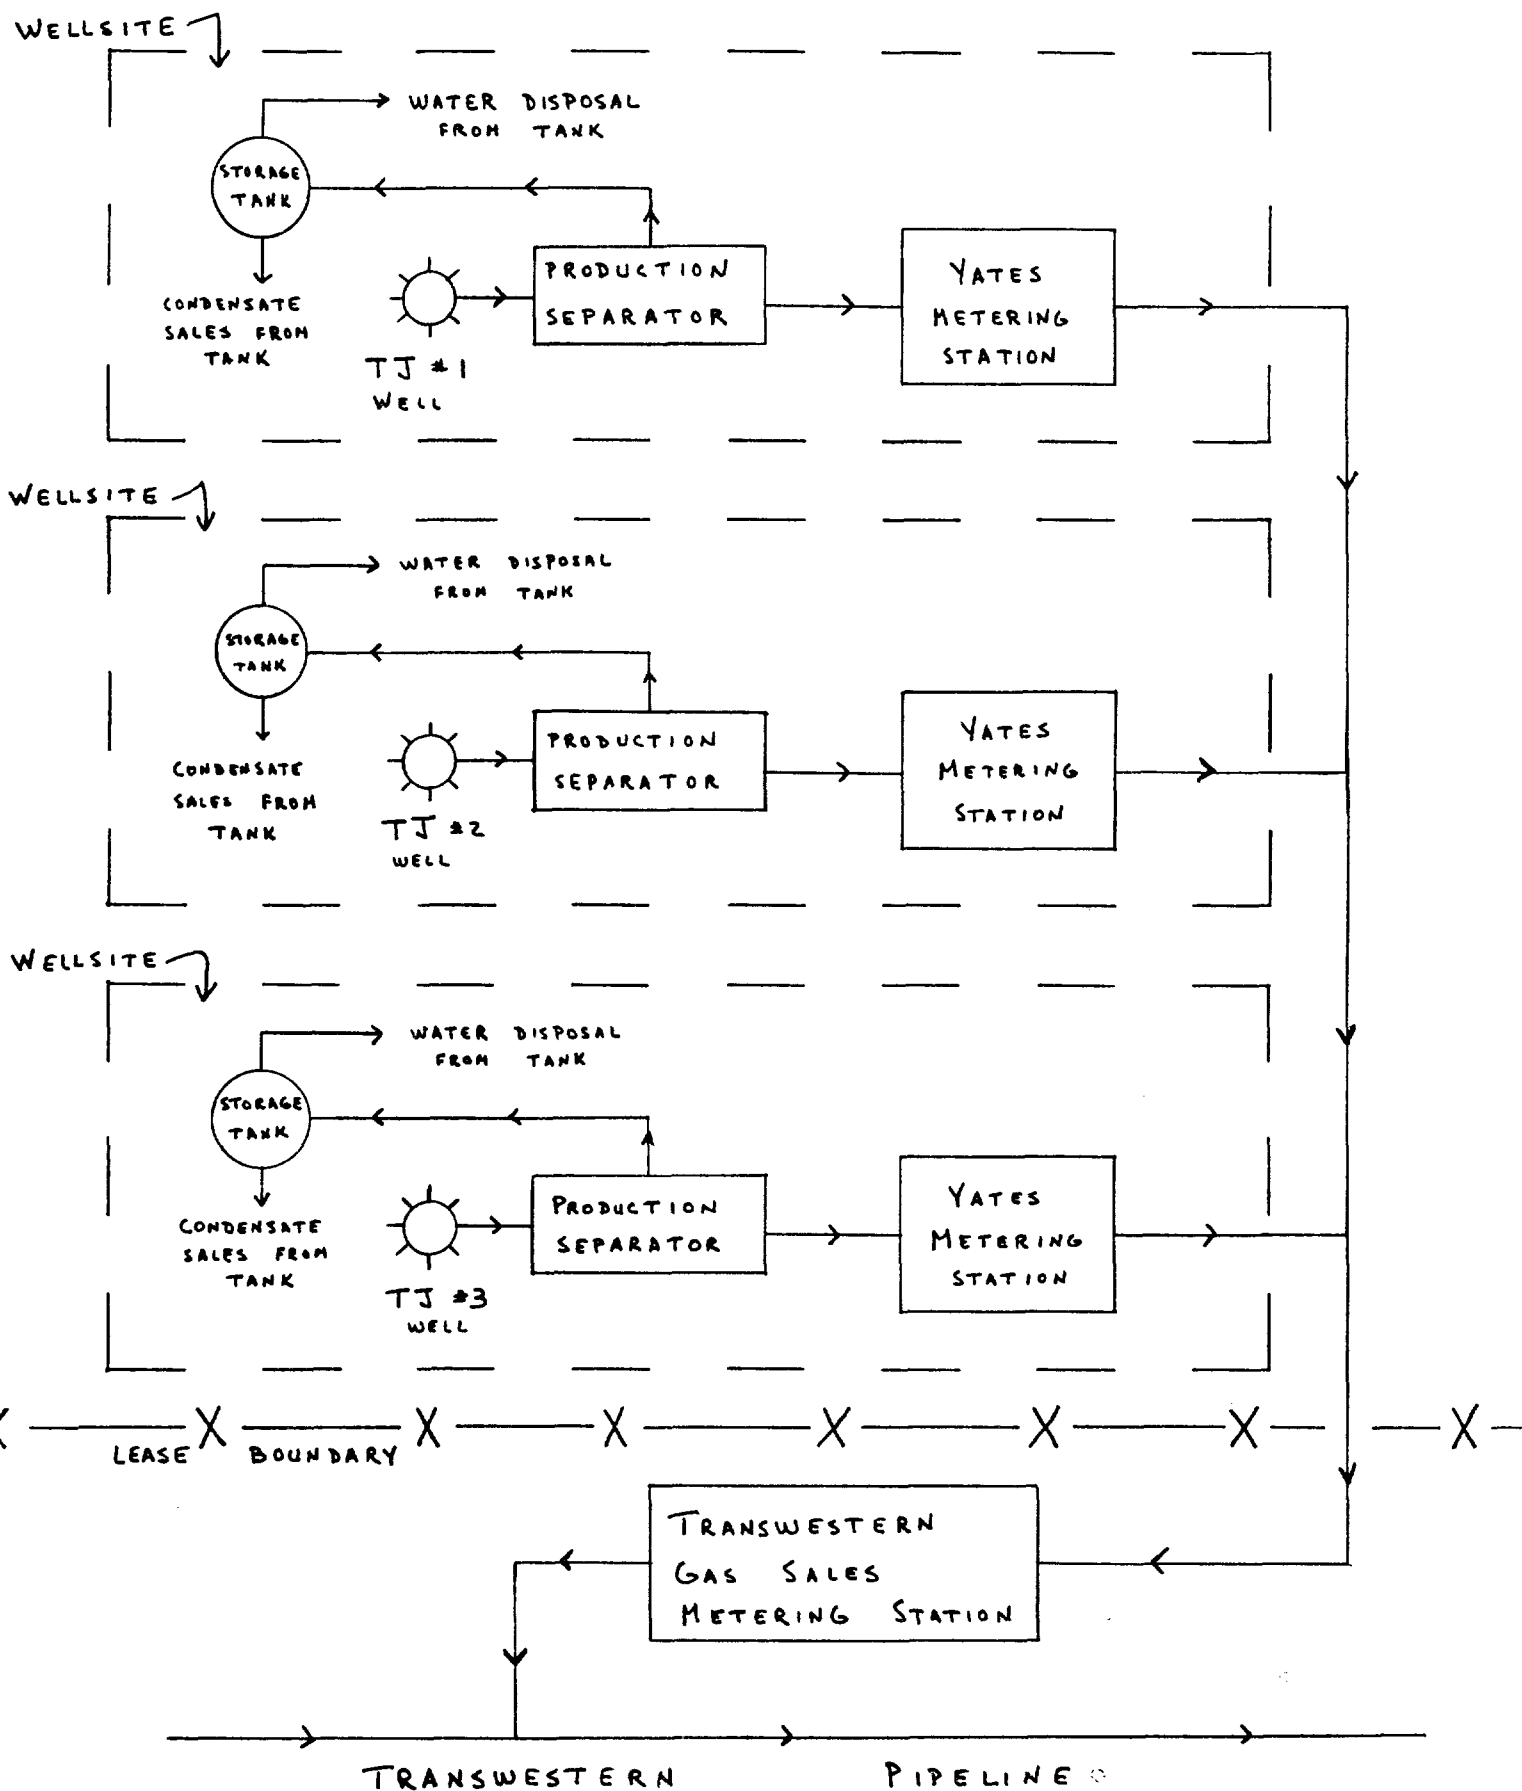 WELLSITE
WATER DISPOSAL
FROM TANK
STORAGE
TANK
CONDENSATE
SALES FROM
TANK
TJ #1
WELL
PRODUCTION
SEPARATOR
YATES
METERING
STATION
WELLSITE
WATER DISPOSAL
FROM TANK
STORAGE
TANK
CONDENSATE
SALES FROM
TANK
TJ #2
WELL
PRODUCTION
SEPARATOR
YATES
METERING
STATION
WELLSITE
WATER DISPOSAL
FROM TANK
STORAGE
TANK
CONDENSATE
SALES FROM
TANK
TJ #3
WELL
PRODUCTION
SEPARATOR
YATES
METERING
STATION
LEASE BOUNDARY
TRANSWESTERN
GAS SALES
METERING STATION
TRANSWESTERN PIPELINE